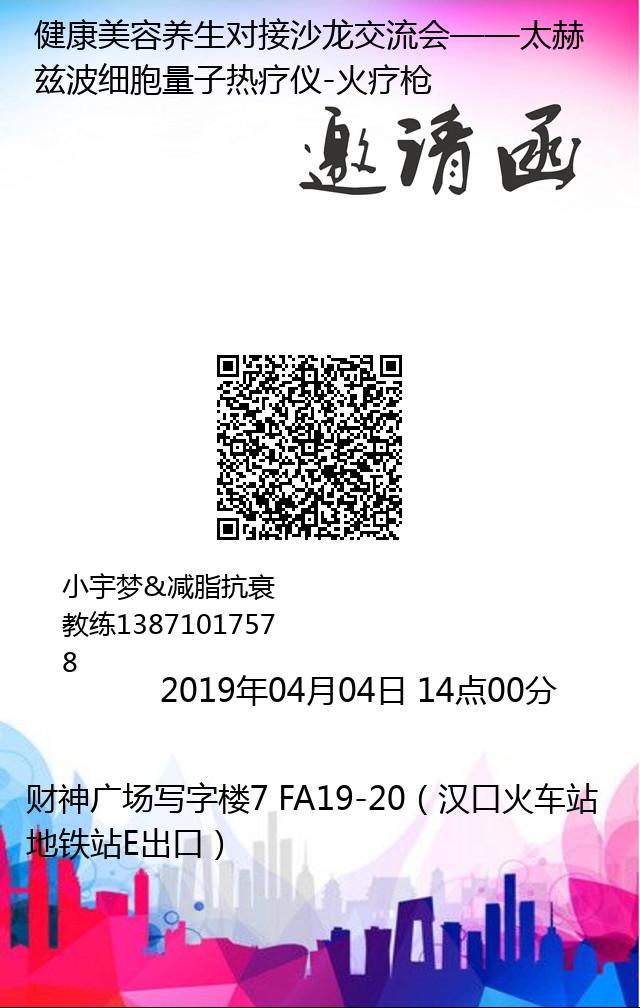 健康美容养生对接沙龙交流会——太赫
兹波细胞量子热疗仪-火疗枪
邀请函
小宇梦&减脂抗衰
教练1387101757
8
2019年04月04日 14点00分
财神广场写字楼7 FA19-20（汉口火车站
地铁站E出口）